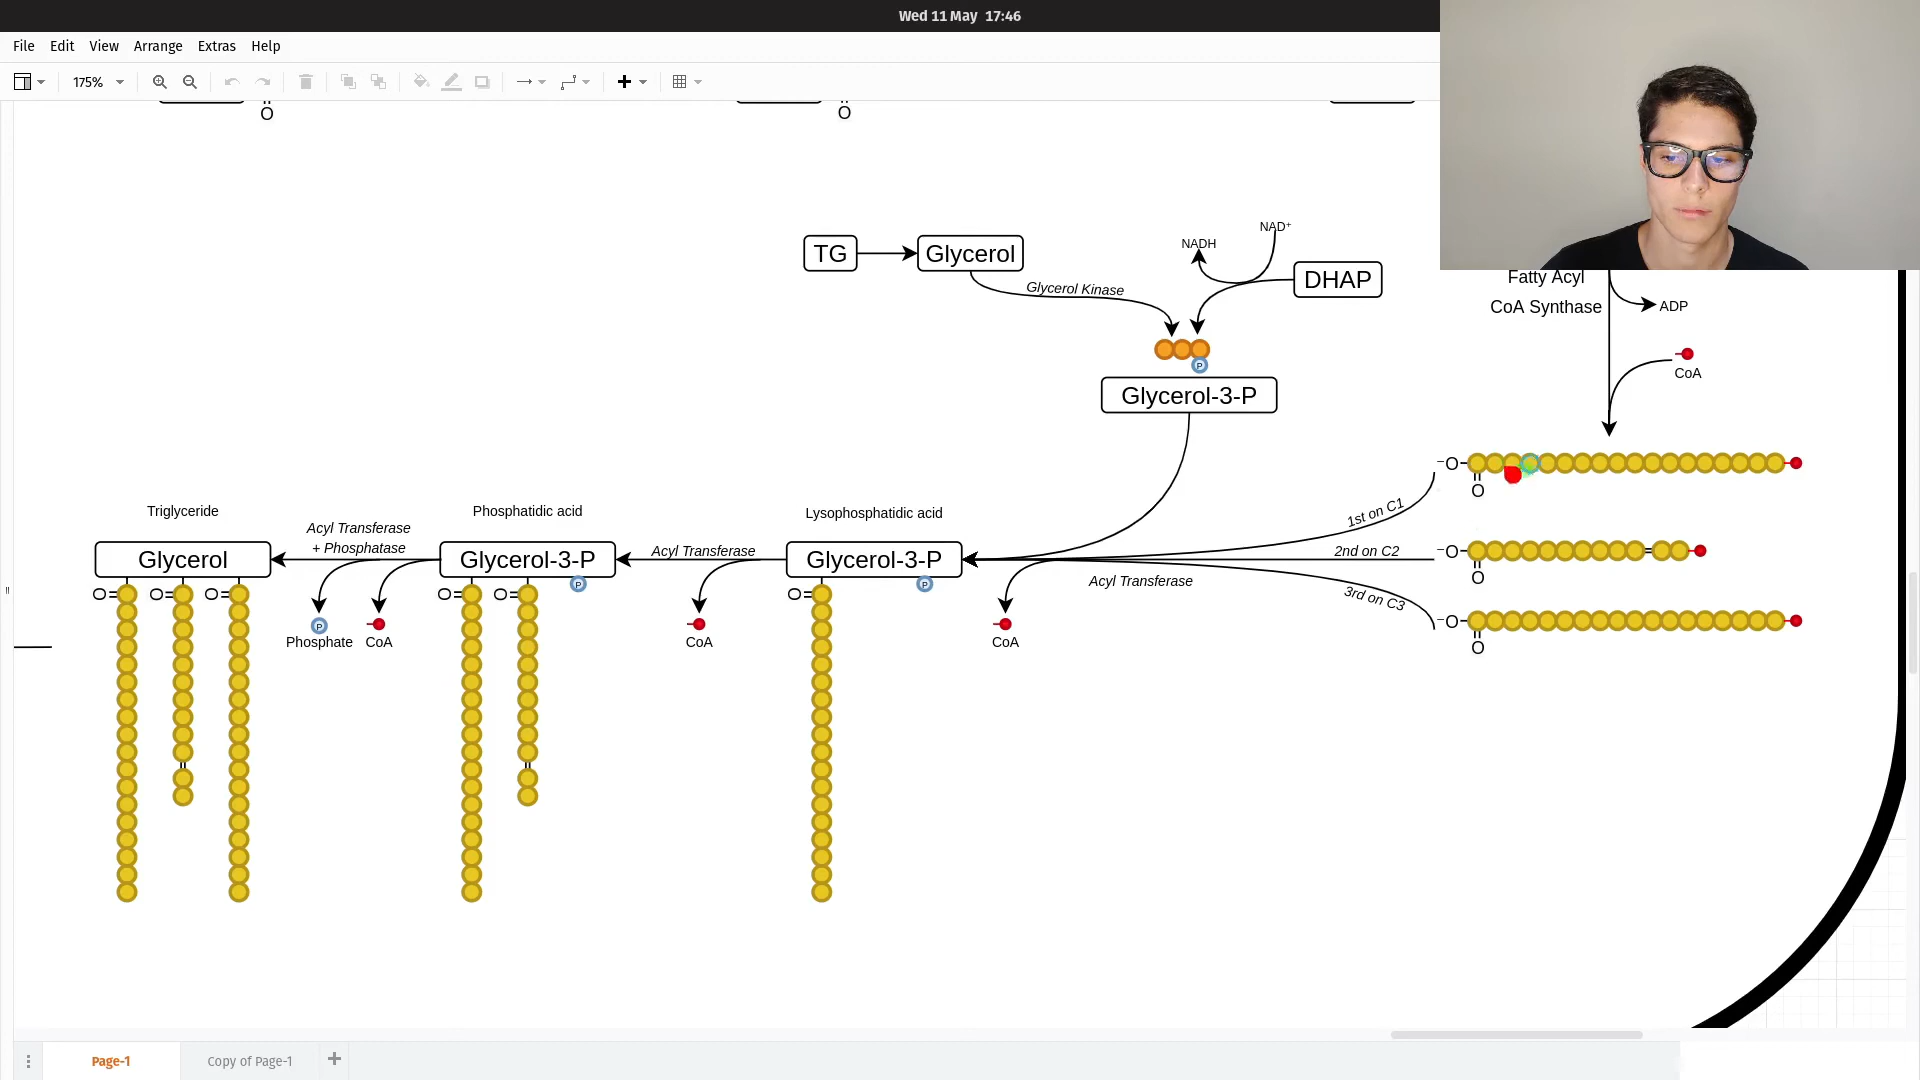 Wed 11 May 17:46
File Edit View Arrange Extras Help
175%
O
O
NAD⁺
NADH
TG
Glycerol
DHAP
Glycerol Kinase
Fatty Acyl
CoA Synthase
ADP
P
CoA
Glycerol-3-P
⁻O
O
1st on C1
Triglyceride
Phosphatidic acid
Lysophosphatidic acid
Acyl Transferase
+ Phosphatase
Glycerol
Glycerol-3-P
Acyl Transferase
Glycerol-3-P
2nd on C2
⁻O
O
Acyl Transferase
P
P
O
O
O
O
O
O
3rd on C3
P
Phosphate
CoA
CoA
CoA
⁻O
O
Page-1
Copy of Page-1